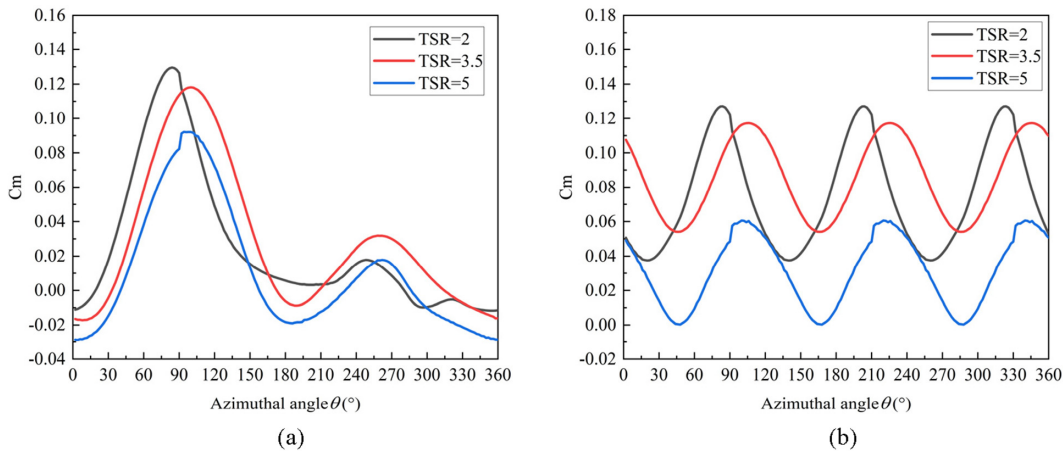 0.16
0.14
0.12
0.10
0.08
0.06
0.04
0.02
0.00
-0.02
-0.04
Cm
TSR=2
TSR=3.5
TSR=5
0 30 60 90 120 150 180 210 240 270 300 330 360
Azimuthal angle θ(°)
(a)
0.18
0.16
0.14
0.12
0.10
0.08
0.06
0.04
0.02
0.00
-0.02
Cm
TSR=2
TSR=3.5
TSR=5
0 30 60 90 120 150 180 210 240 270 300 330 360
Azimuthal angle θ(°)
(b)